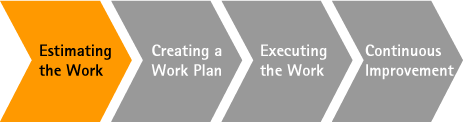 Estimating
the Work
Creating a
Work Plan
Executing
the Work
Continuous
Improvement